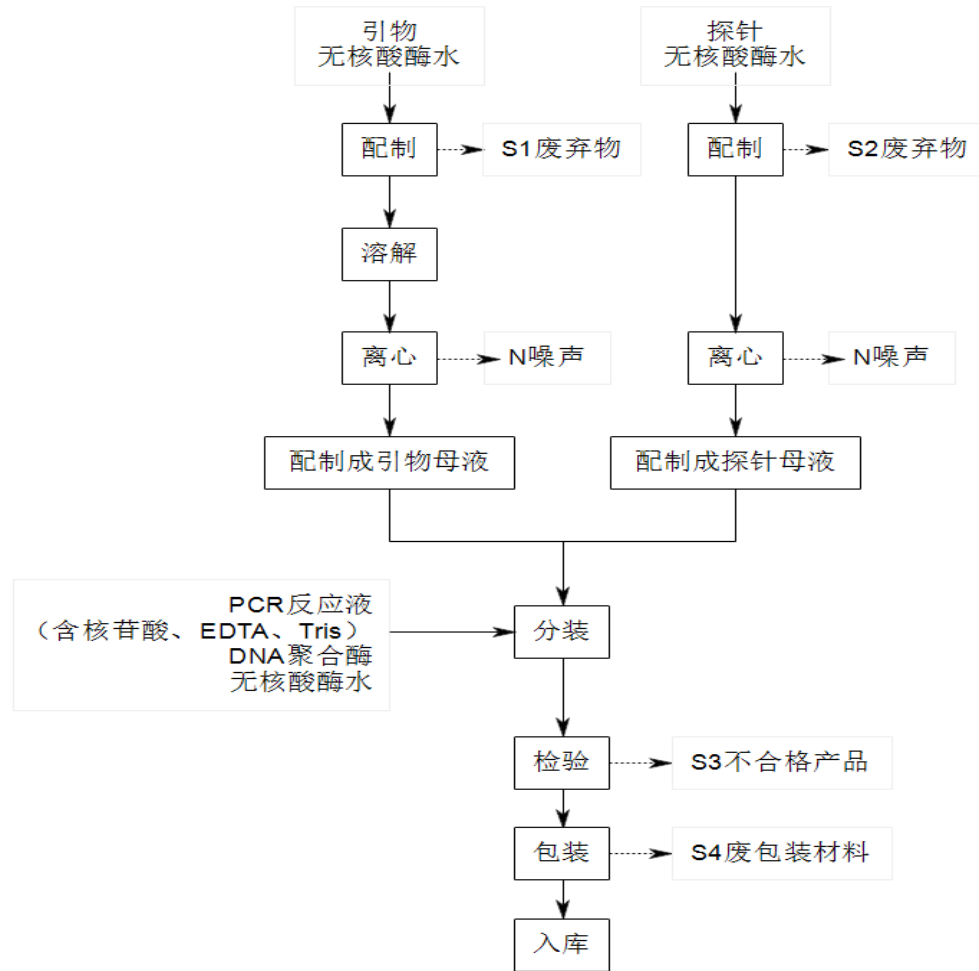 引物
无核酸酶水
探针
无核酸酶水
配制
S1废弃物
配制
S2废弃物
溶解
离心
N噪声
离心
N噪声
配制成引物母液
配制成探针母液
PCR反应液
（含核苷酸、EDTA、Tris）
DNA聚合酶
无核酸酶水
分装
检验
S3不合格产品
包装
S4废包装材料
入库